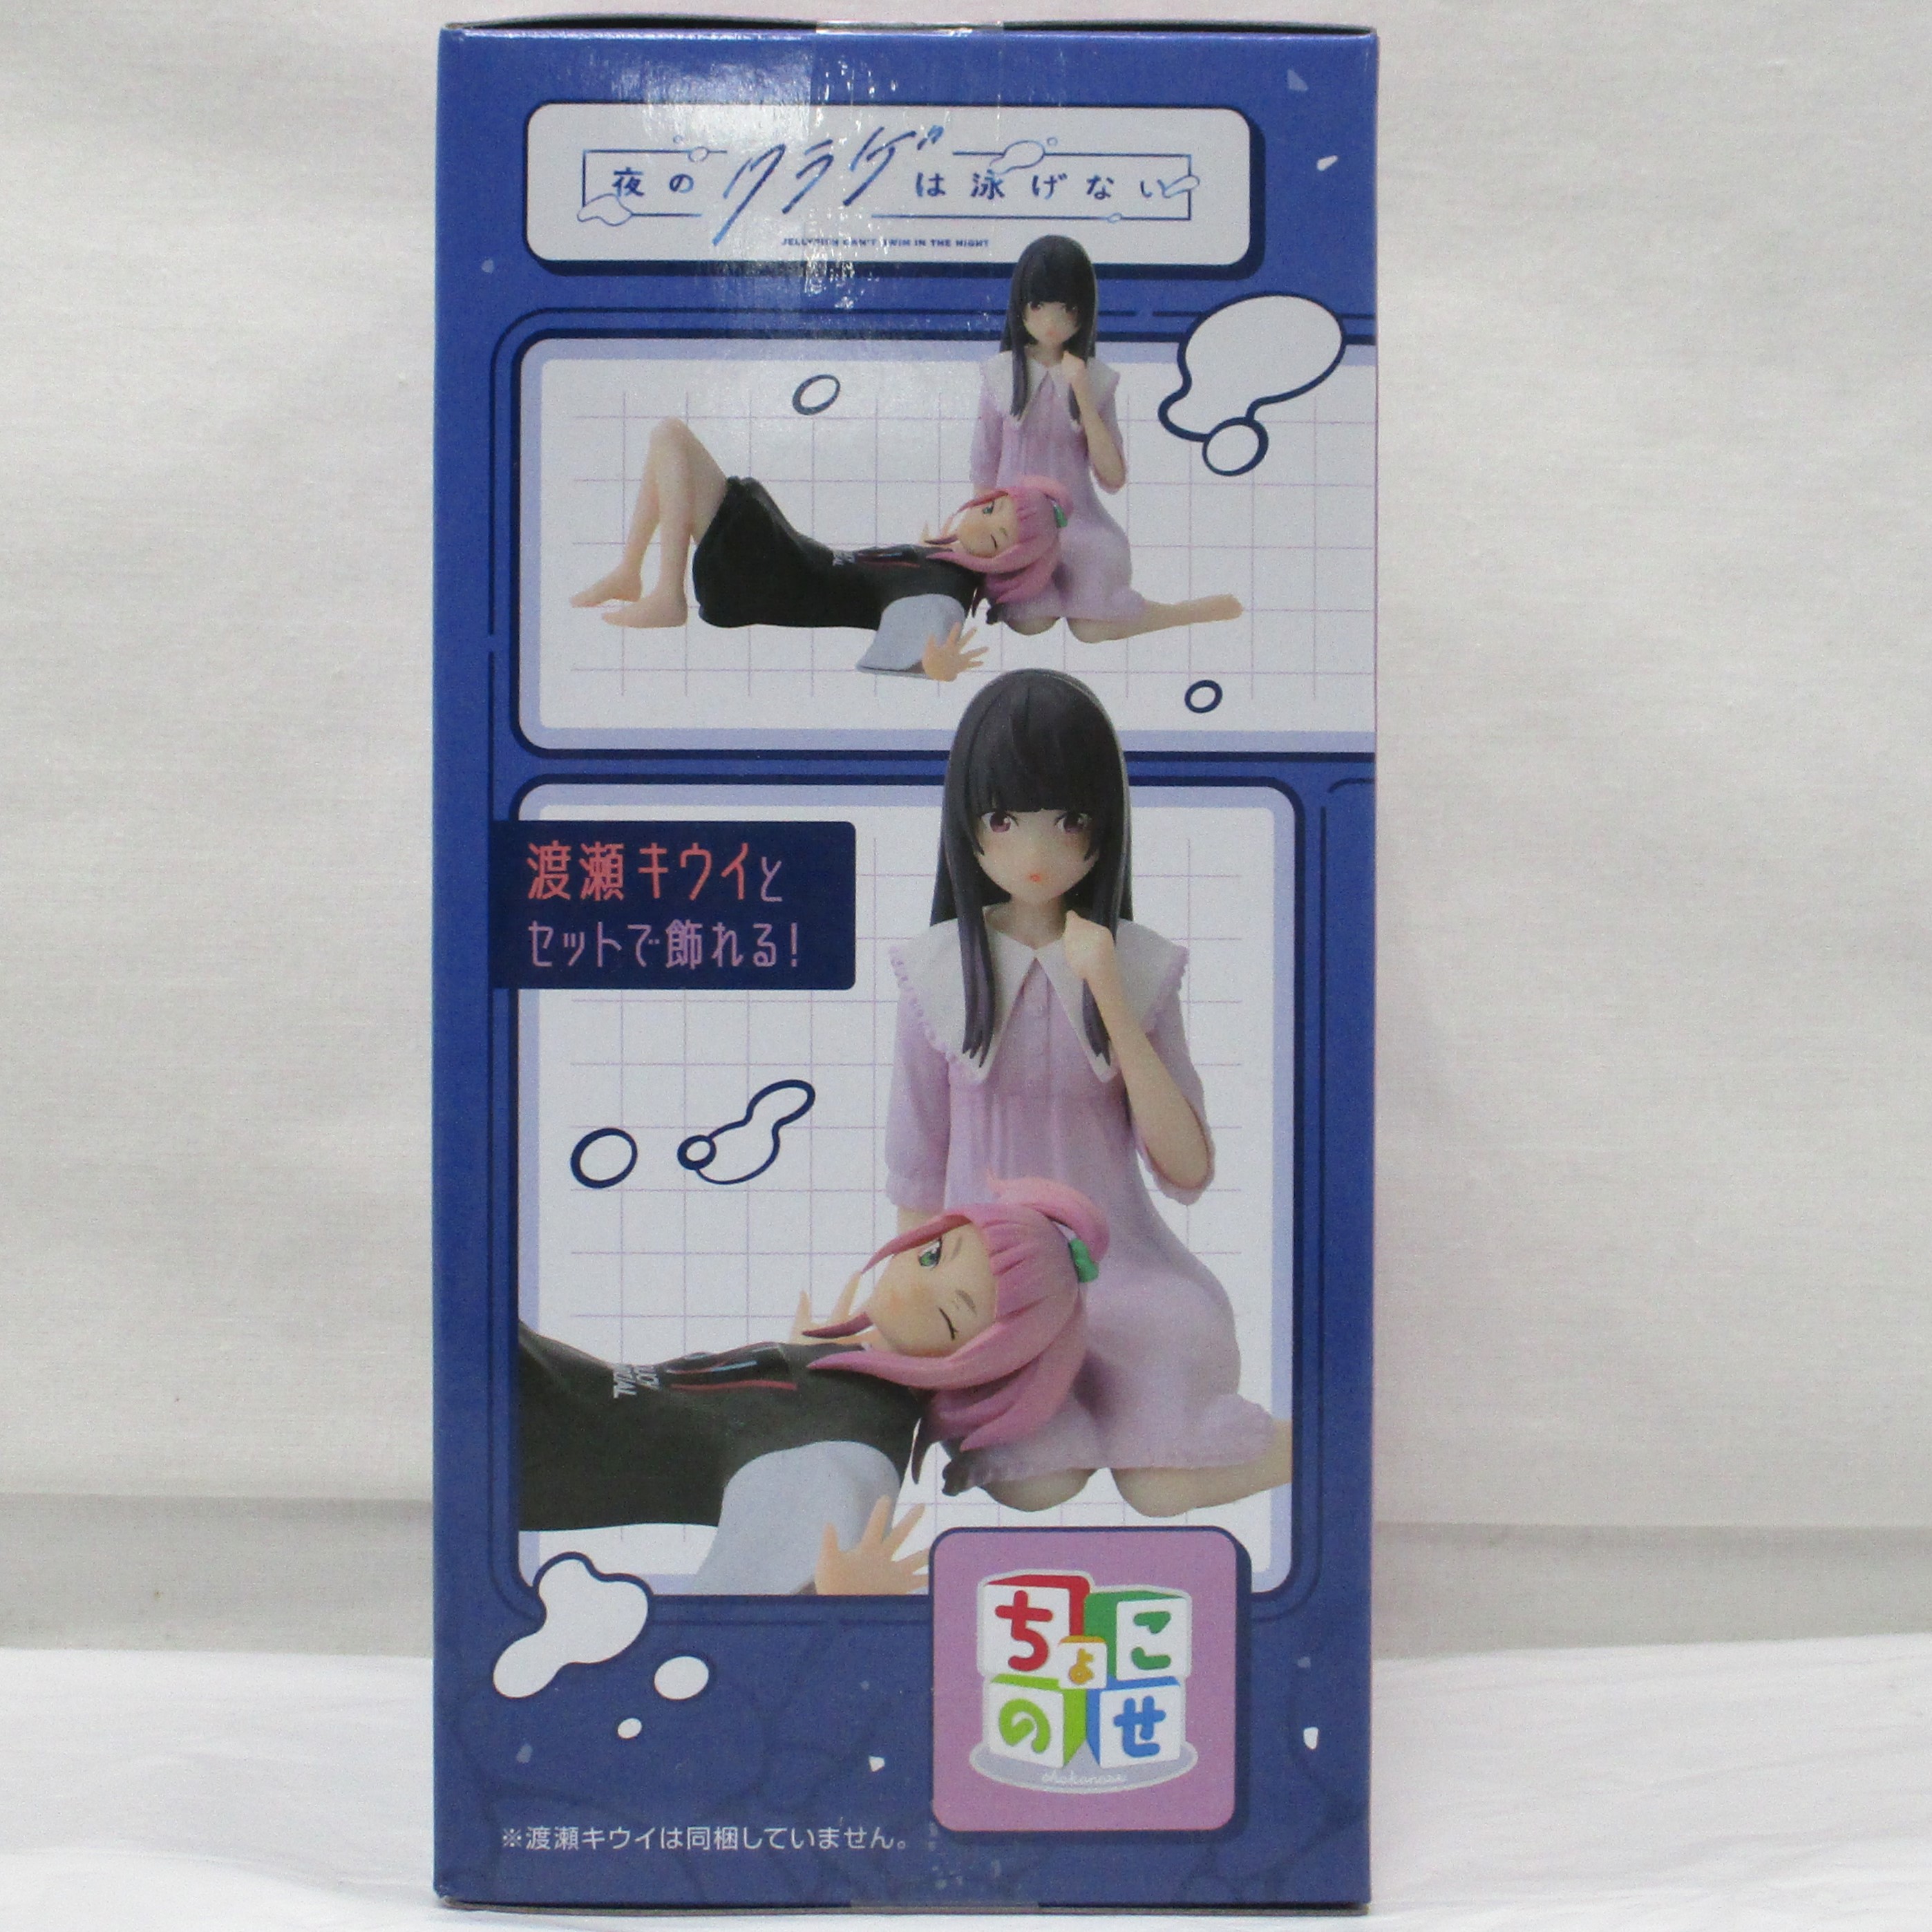 夜のクラゲは泳げない
JELLYFISH CAN'T SWIM IN THE NIGHT
渡瀬キウイと
セットで飾れる!
ちょこ
のせ
chokonose
※渡瀬キウイは同梱していません。